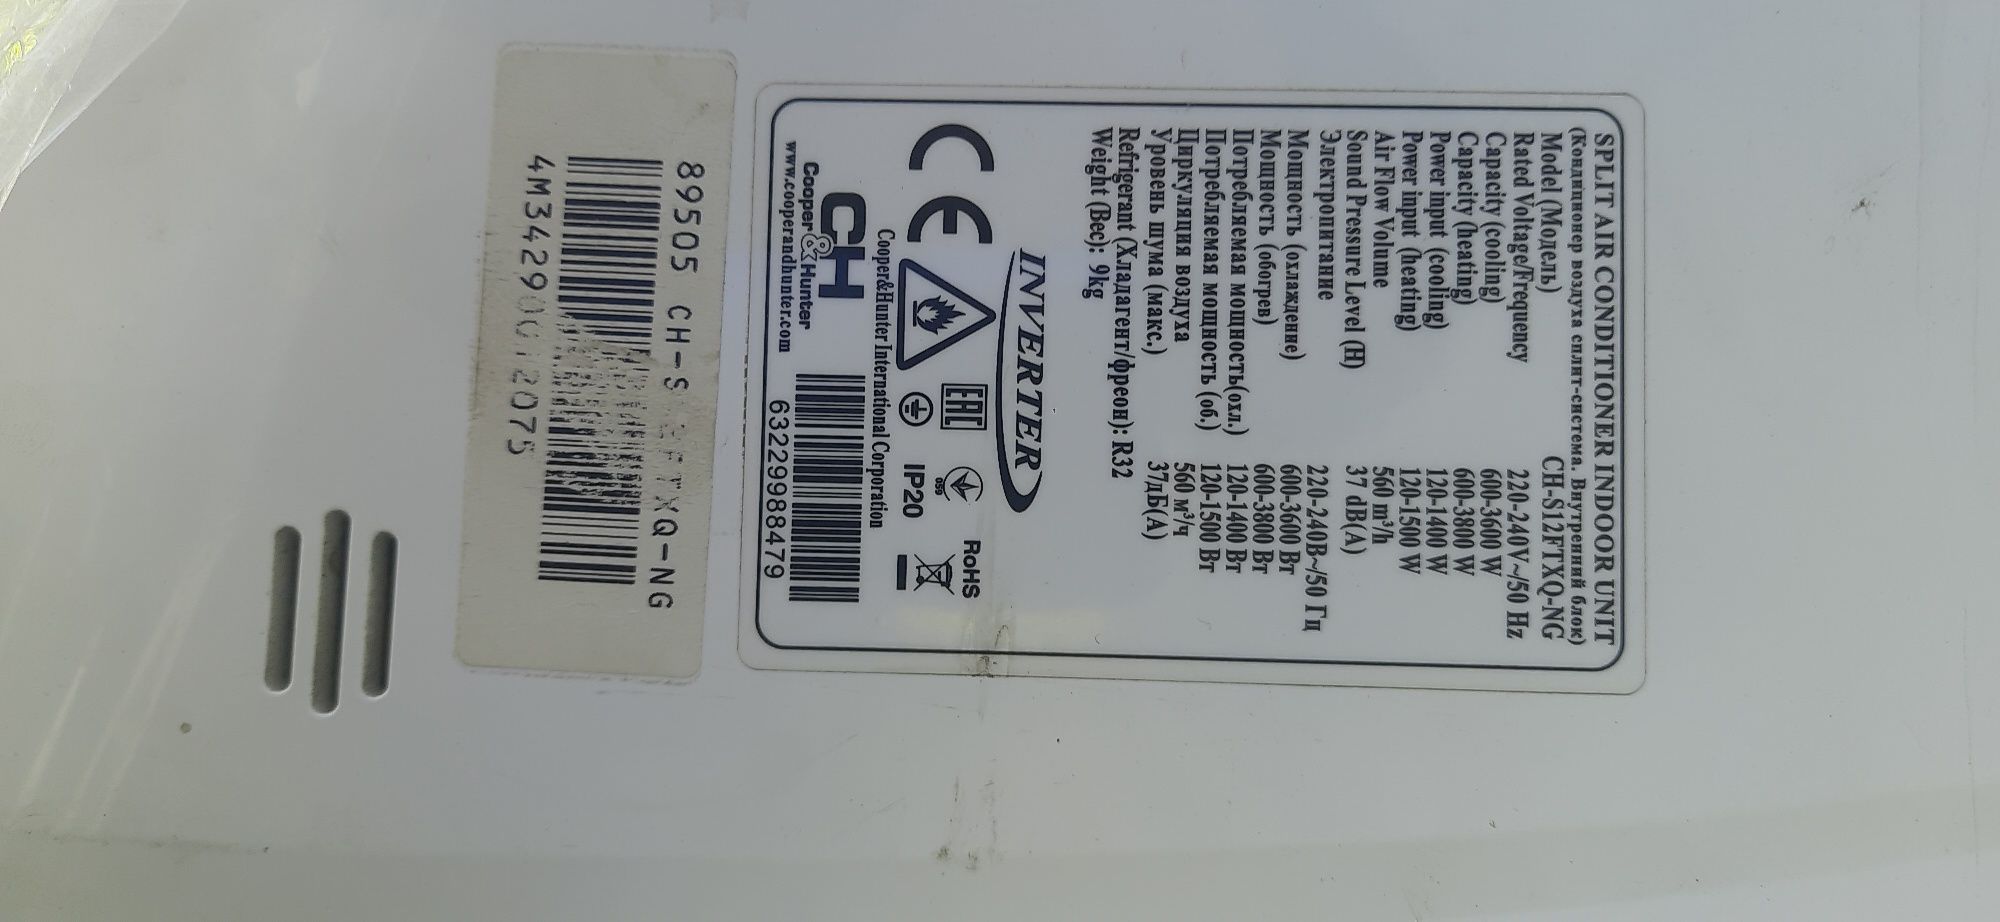 SPLIT AIR CONDITIONER INDOOR UNIT
(Кондиционер воздуха сплит-система. Внутренний блок)
Model (Модель) CH-S12FTXQ-NG
Rated Voltage/Frequency 220-240V~/50 Hz
Capacity (cooling) 600-3600 W
Capacity (heating) 600-3800 W
Power input (cooling) 120-1400 W
Power input (heating) 120-1500 W
Air Flow Volume 560 m³/h
Sound Pressure Level (H) 37 dB(A)
Электропитание 220-240В~/50 Гц
Мощность (охлаждение) 600-3600 Вт
Мощность (обогрев) 600-3800 Вт
Потребляемая мощность(охл.) 120-1400 Вт
Потребляемая мощность (об.) 120-1500 Вт
Циркуляция воздуха 560 м³/ч
Уровень шума (макс.) 37дБ(A)
Refrigerant (Хладагент/фреон): R32
Weight (Вес): 9kg
INVERTER
CE EAC 059 RoHS
IP20
Cooper&Hunter International Corporation
CH
Cooper&Hunter
www.cooperandhunter.com
632299988479
89505 CH-S FTXQ-NG
4M34290012075